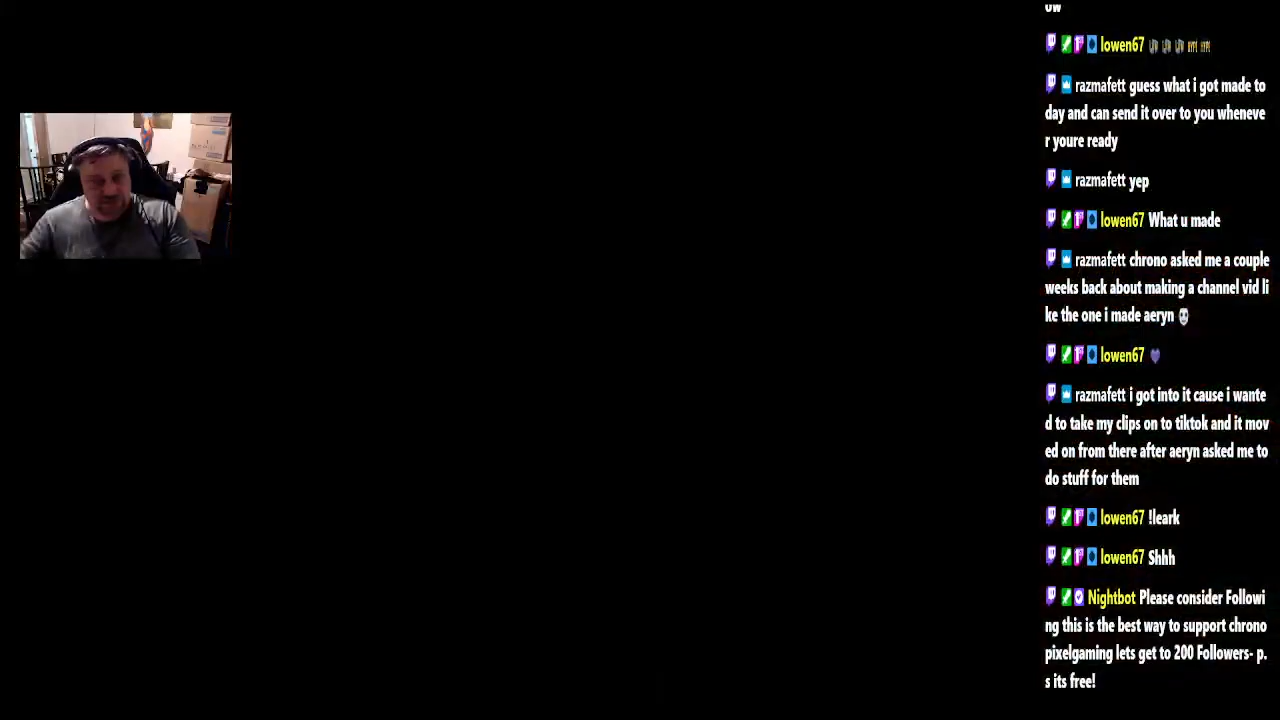 ow
lowen67
razmafett guess what i got made to
day and can send it over to you wheneve
r youre ready
razmafett yep
lowen67 What u made
razmafett chrono asked me a couple
weeks back about making a channel vid li
ke the one i made aeryn
lowen67
razmafett i got into it cause i wante
d to take my clips on to tiktok and it mov
ed on from there after aeryn asked me to
do stuff for them
lowen67 !leark
lowen67 Shhh
Nightbot Please consider Followi
ng this is the best way to support chrono
pixelgaming lets get to 200 Followers- p.
s its free!